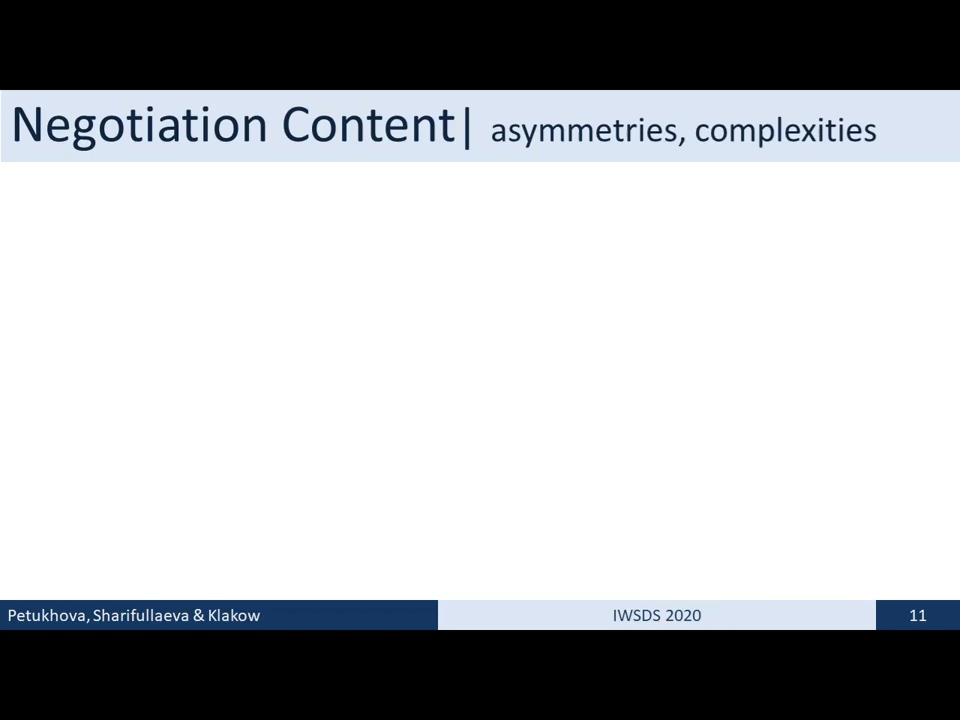 Negotiation Content| asymmetries, complexities
Petukhova, Sharifullaeva & Klakow
IWSDS 2020
11